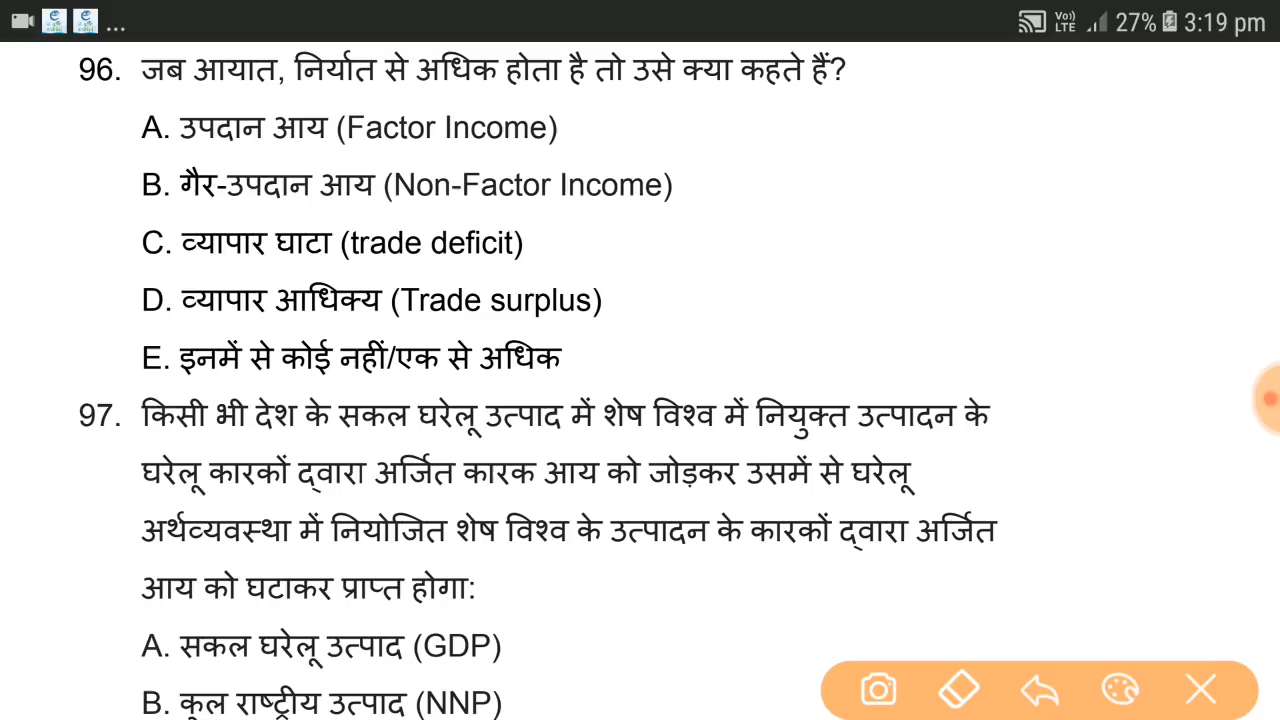 ... Vo) LTE 27% 3:19 pm
96. जब आयात, निर्यात से अधिक होता है तो उसे क्या कहते हैं?
A. उपदान आय (Factor Income)
B. गैर-उपदान आय (Non-Factor Income)
C. व्यापार घाटा (trade deficit)
D. व्यापार आधिक्य (Trade surplus)
E. इनमें से कोई नहीं/एक से अधिक
97. किसी भी देश के सकल घरेलू उत्पाद में शेष विश्व में नियुक्त उत्पादन के
घरेलू कारकों द्वारा अर्जित कारक आय को जोड़कर उसमें से घरेलू
अर्थव्यवस्था में नियोजित शेष विश्व के उत्पादन के कारकों द्वारा अर्जित
आय को घटाकर प्राप्त होगा:
A. सकल घरेलू उत्पाद (GDP)
B. कुल राष्ट्रीय उत्पाद (NNP)